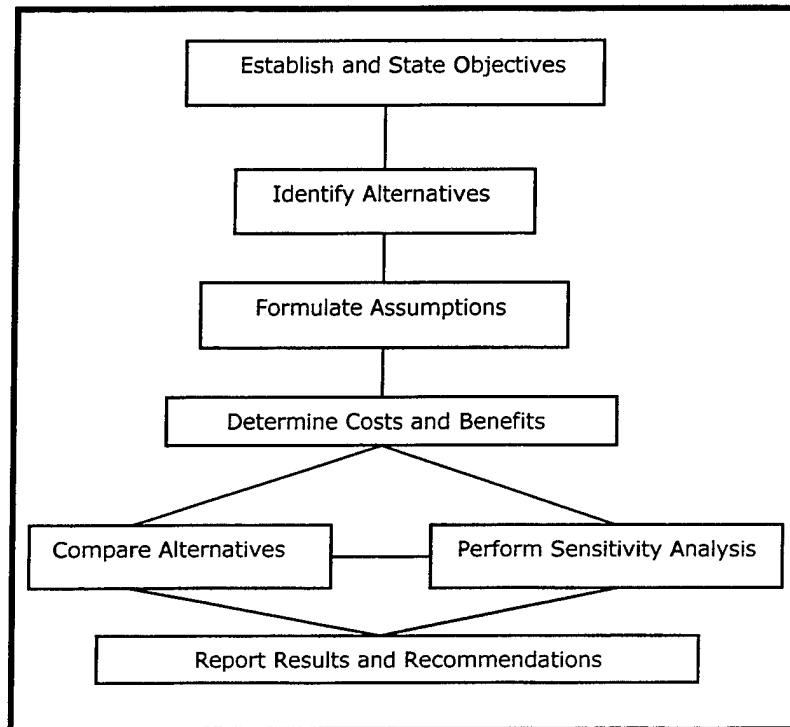 Establish and State Objectives
Identify Alternatives
Formulate Assumptions
Determine Costs and Benefits
Compare Alternatives
Perform Sensitivity Analysis
Report Results and Recommendations